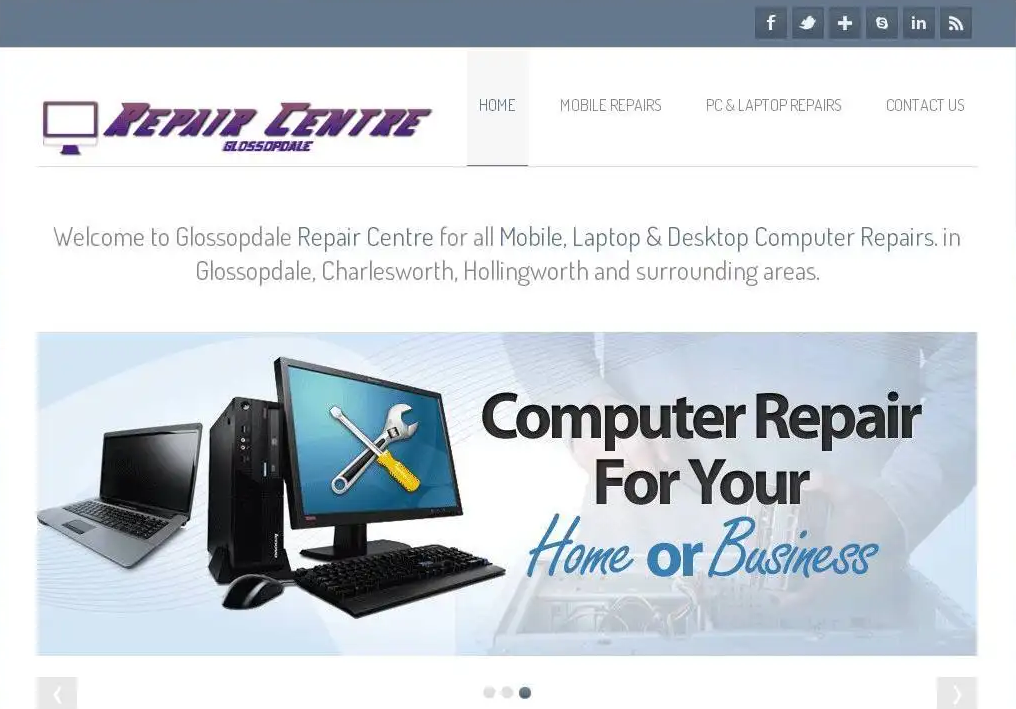 HOME
MOBILE REPAIRS
PC & LAPTOP REPAIRS
CONTACT US
REPAIR CENTRE
GLOSSOPDALE
Welcome to Glossopdale Repair Centre for all Mobile, Laptop & Desktop Computer Repairs. in
Glossopdale, Charlesworth, Hollingworth and surrounding areas.
Computer Repair
For Your
Home or Business